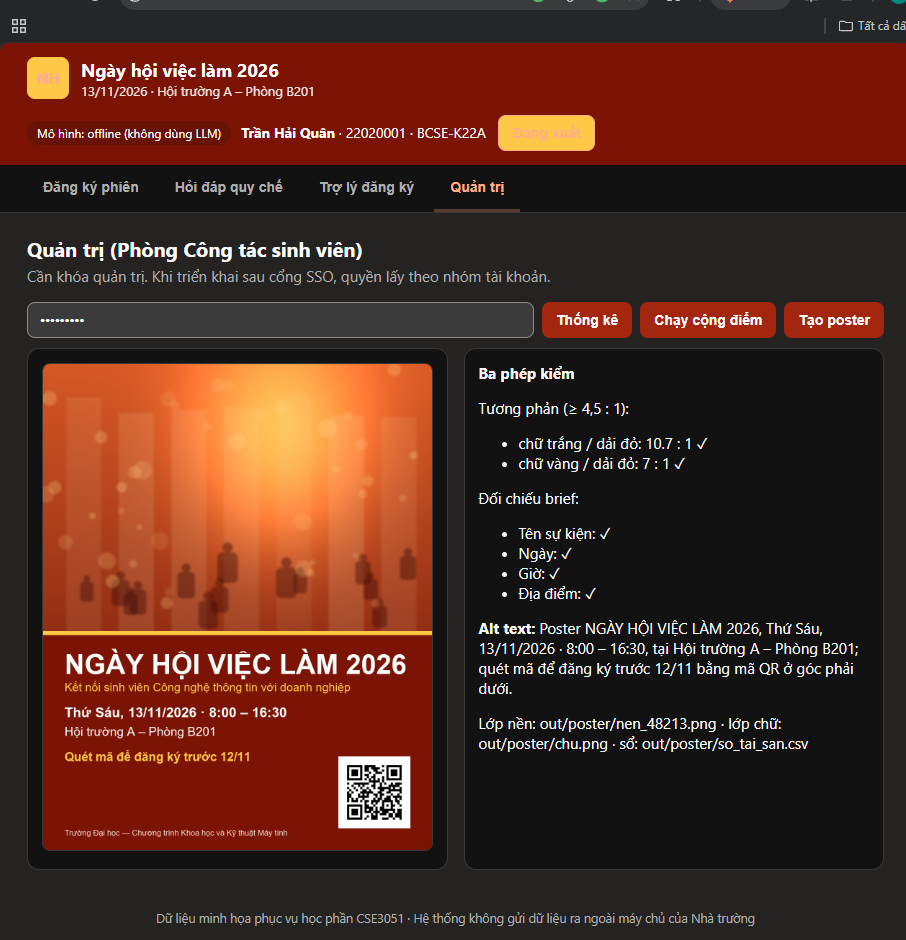 Tất cả dấ
NH
Ngày hội việc làm 2026
13/11/2026 · Hội trường A – Phòng B201
Mô hình: offline (không dùng LLM)
Trần Hải Quân · 22020001 · BCSE-K22A
Đăng xuất
Đăng ký phiên
Hỏi đáp quy chế
Trợ lý đăng ký
Quản trị
Quản trị (Phòng Công tác sinh viên)
Cần khóa quản trị. Khi triển khai sau cổng SSO, quyền lấy theo nhóm tài khoản.
•••••••••
Thống kê
Chạy cộng điểm
Tạo poster
NGÀY HỘI VIỆC LÀM 2026
Kết nối sinh viên Công nghệ thông tin với doanh nghiệp
Thứ Sáu, 13/11/2026 · 8:00 – 16:30
Hội trường A – Phòng B201
Quét mã để đăng ký trước 12/11
Trường Đại học — Chương trình Khoa học và Kỹ thuật Máy tính
Ba phép kiểm
Tương phản (≥ 4,5 : 1):
• chữ trắng / dải đỏ: 10.7 : 1 ✓
• chữ vàng / dải đỏ: 7 : 1 ✓
Đối chiếu brief:
• Tên sự kiện: ✓
• Ngày: ✓
• Giờ: ✓
• Địa điểm: ✓
Alt text: Poster NGÀY HỘI VIỆC LÀM 2026, Thứ Sáu,
13/11/2026 · 8:00 – 16:30, tại Hội trường A – Phòng B201;
quét mã để đăng ký trước 12/11 bằng mã QR ở góc phải
dưới.
Lớp nền: out/poster/nen_48213.png · lớp chữ:
out/poster/chu.png · sổ: out/poster/so_tai_san.csv
Dữ liệu minh họa phục vụ học phần CSE3051 · Hệ thống không gửi dữ liệu ra ngoài máy chủ của Nhà trường